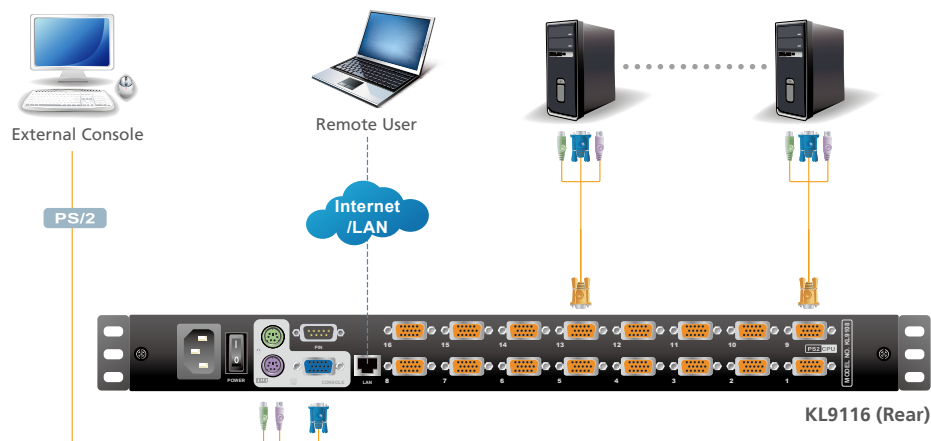 External Console
Remote User
PS/2
Internet
/LAN
16 15 14 13 12 11 10 9
PIN
PS2 CPU
MODEL NO. KL9108
POWER
CONSOLE
LAN
8 7 6 5 4 3 2 1
KL9116 (Rear)